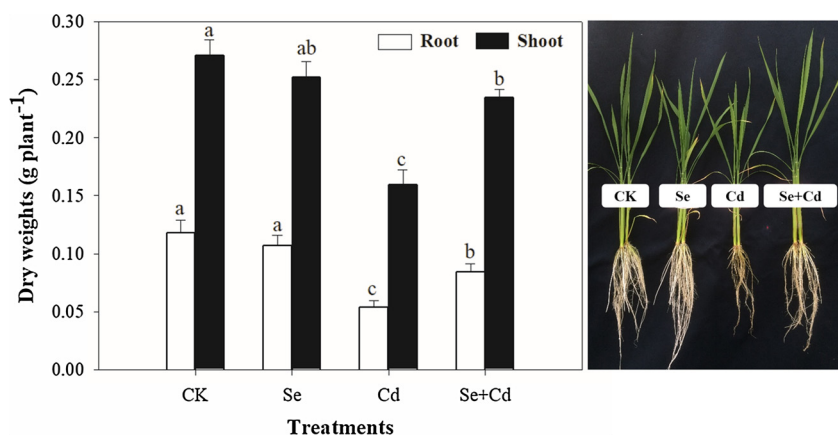 0.30
0.25
0.20
0.15
0.10
0.05
0.00
Dry weights (g plant-1)
Root Shoot
a
a
ab
a
c
c
b
b
CK Se Cd Se+Cd
Treatments
CK Se Cd Se+Cd